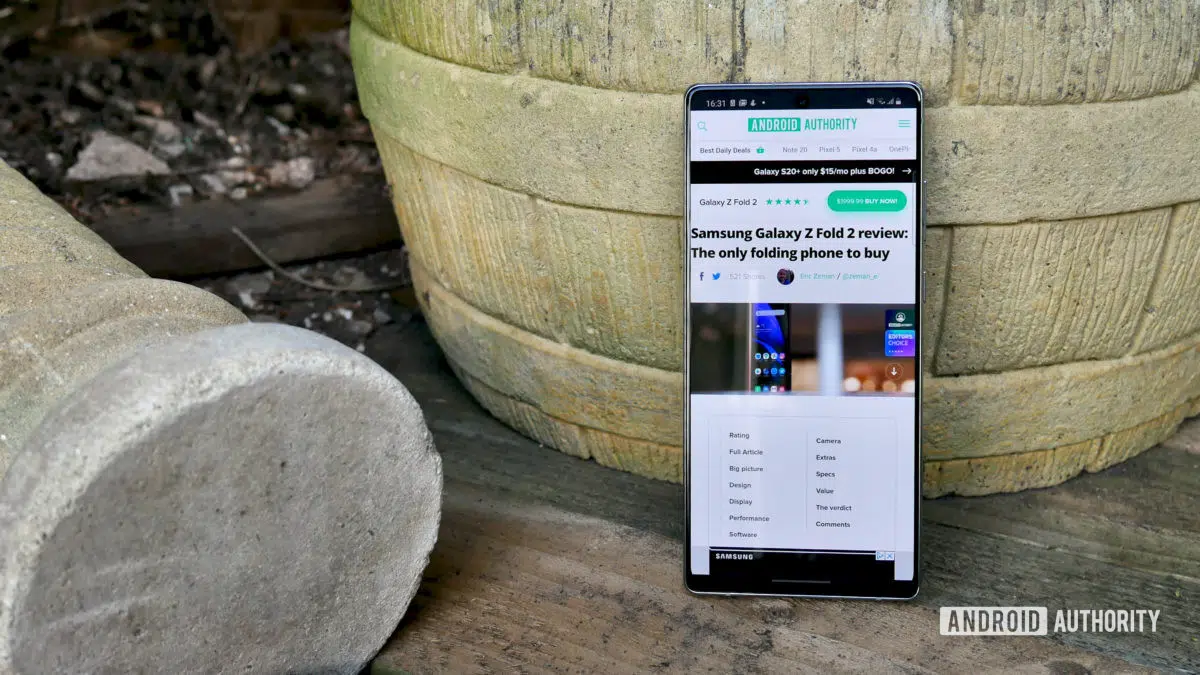 16:31
ANDROID AUTHORITY
Best Daily Deals Note 20 Pixel 5 Pixel 4a OnePl
Galaxy S20+ only $15/mo plus BOGO! →
Galaxy Z Fold 2 $1999.99 BUY NOW!
Samsung Galaxy Z Fold 2 review:
The only folding phone to buy
521 Shares Eric Zeman / @zeman_e
EDITOR'S
CHOICE
Rating
Full Article
Big picture
Design
Display
Performance
Software
Camera
Extras
Specs
Value
The verdict
Comments
SAMSUNG
ANDROID AUTHORITY